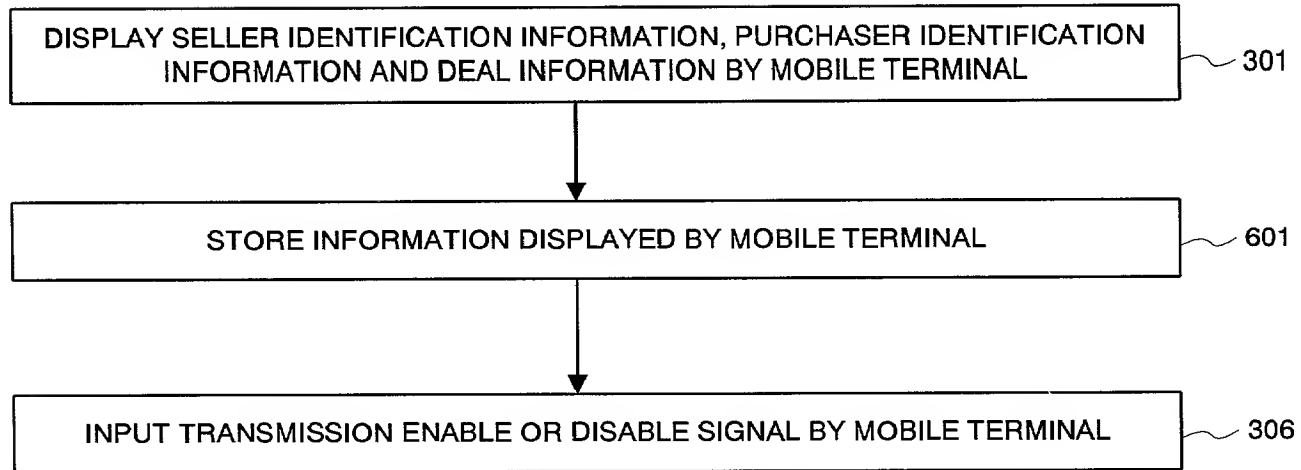 DISPLAY SELLER IDENTIFICATION INFORMATION, PURCHASER IDENTIFICATION
INFORMATION AND DEAL INFORMATION BY MOBILE TERMINAL
301
STORE INFORMATION DISPLAYED BY MOBILE TERMINAL
601
INPUT TRANSMISSION ENABLE OR DISABLE SIGNAL BY MOBILE TERMINAL
306